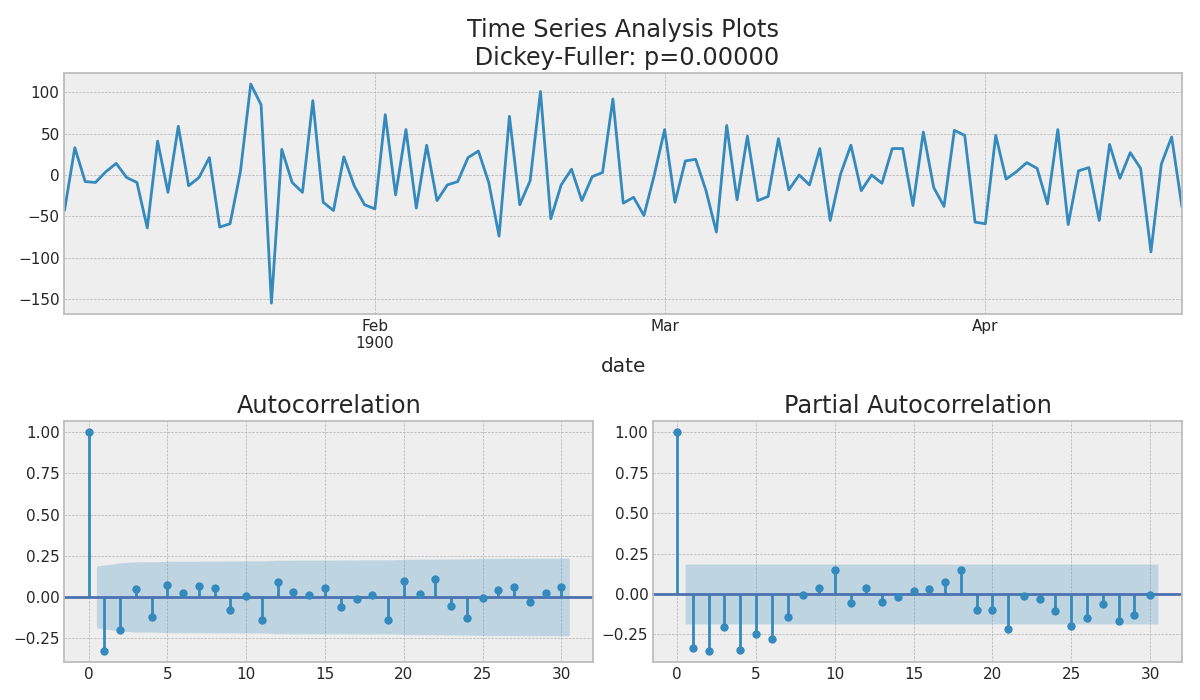 Time Series Analysis Plots
Dickey-Fuller: p=0.00000
100
50
0
−50
−100
−150
Feb
1900
Mar
Apr
date
Autocorrelation
1.00
0.75
0.50
0.25
0.00
−0.25
0 5 10 15 20 25 30
Partial Autocorrelation
1.00
0.75
0.50
0.25
0.00
−0.25
0 5 10 15 20 25 30